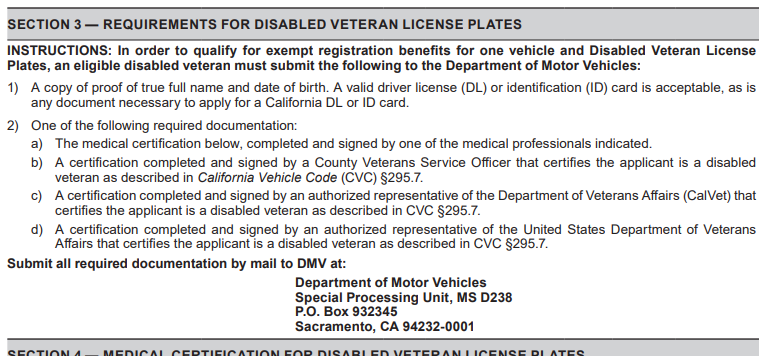 SECTION 3 — REQUIREMENTS FOR DISABLED VETERAN LICENSE PLATES
INSTRUCTIONS: In order to qualify for exempt registration benefits for one vehicle and Disabled Veteran License
Plates, an eligible disabled veteran must submit the following to the Department of Motor Vehicles:
1) A copy of proof of true full name and date of birth. A valid driver license (DL) or identification (ID) card is acceptable, as is
any document necessary to apply for a California DL or ID card.
2) One of the following required documentation:
a) The medical certification below, completed and signed by one of the medical professionals indicated.
b) A certification completed and signed by a County Veterans Service Officer that certifies the applicant is a disabled
veteran as described in California Vehicle Code (CVC) §295.7.
c) A certification completed and signed by an authorized representative of the Department of Veterans Affairs (CalVet) that
certifies the applicant is a disabled veteran as described in CVC §295.7.
d) A certification completed and signed by an authorized representative of the United States Department of Veterans
Affairs that certifies the applicant is a disabled veteran as described in CVC §295.7.
Submit all required documentation by mail to DMV at:
Department of Motor Vehicles
Special Processing Unit, MS D238
P.O. Box 932345
Sacramento, CA 94232-0001
SECTION 4 — MEDICAL CERTIFICATION FOR DISABLED VETERAN LICENSE PLATES